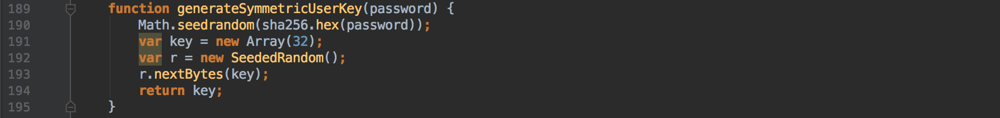 189 function generateSymmetricUserKey(password) {
190 Math.seedrandom(sha256.hex(password));
191 var key = new Array(32);
192 var r = new SeededRandom();
193 r.nextBytes(key);
194 return key;
195 }